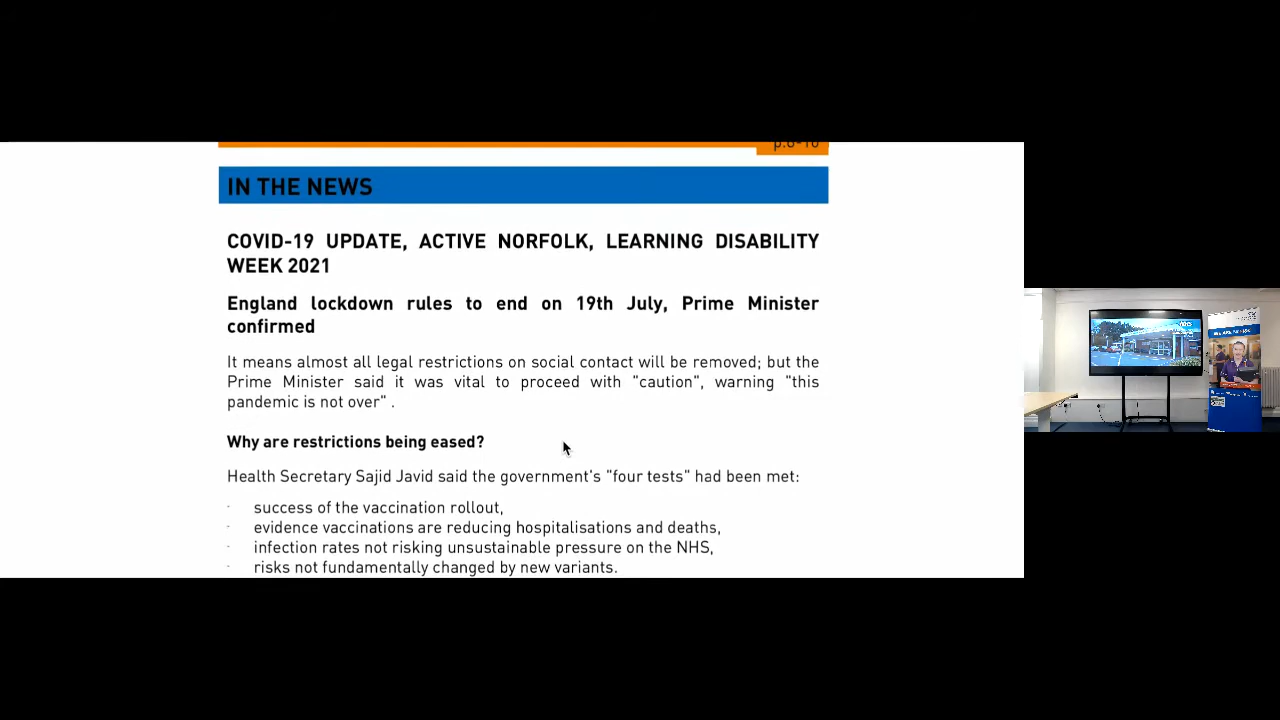 p.8-10
IN THE NEWS
COVID-19 UPDATE, ACTIVE NORFOLK, LEARNING DISABILITY
WEEK 2021
England lockdown rules to end on 19th July, Prime Minister
confirmed
It means almost all legal restrictions on social contact will be removed; but the
Prime Minister said it was vital to proceed with "caution", warning "this
pandemic is not over" .
Why are restrictions being eased?
Health Secretary Sajid Javid said the government's "four tests" had been met:
- success of the vaccination rollout,
- evidence vaccinations are reducing hospitalisations and deaths,
- infection rates not risking unsustainable pressure on the NHS,
- risks not fundamentally changed by new variants.